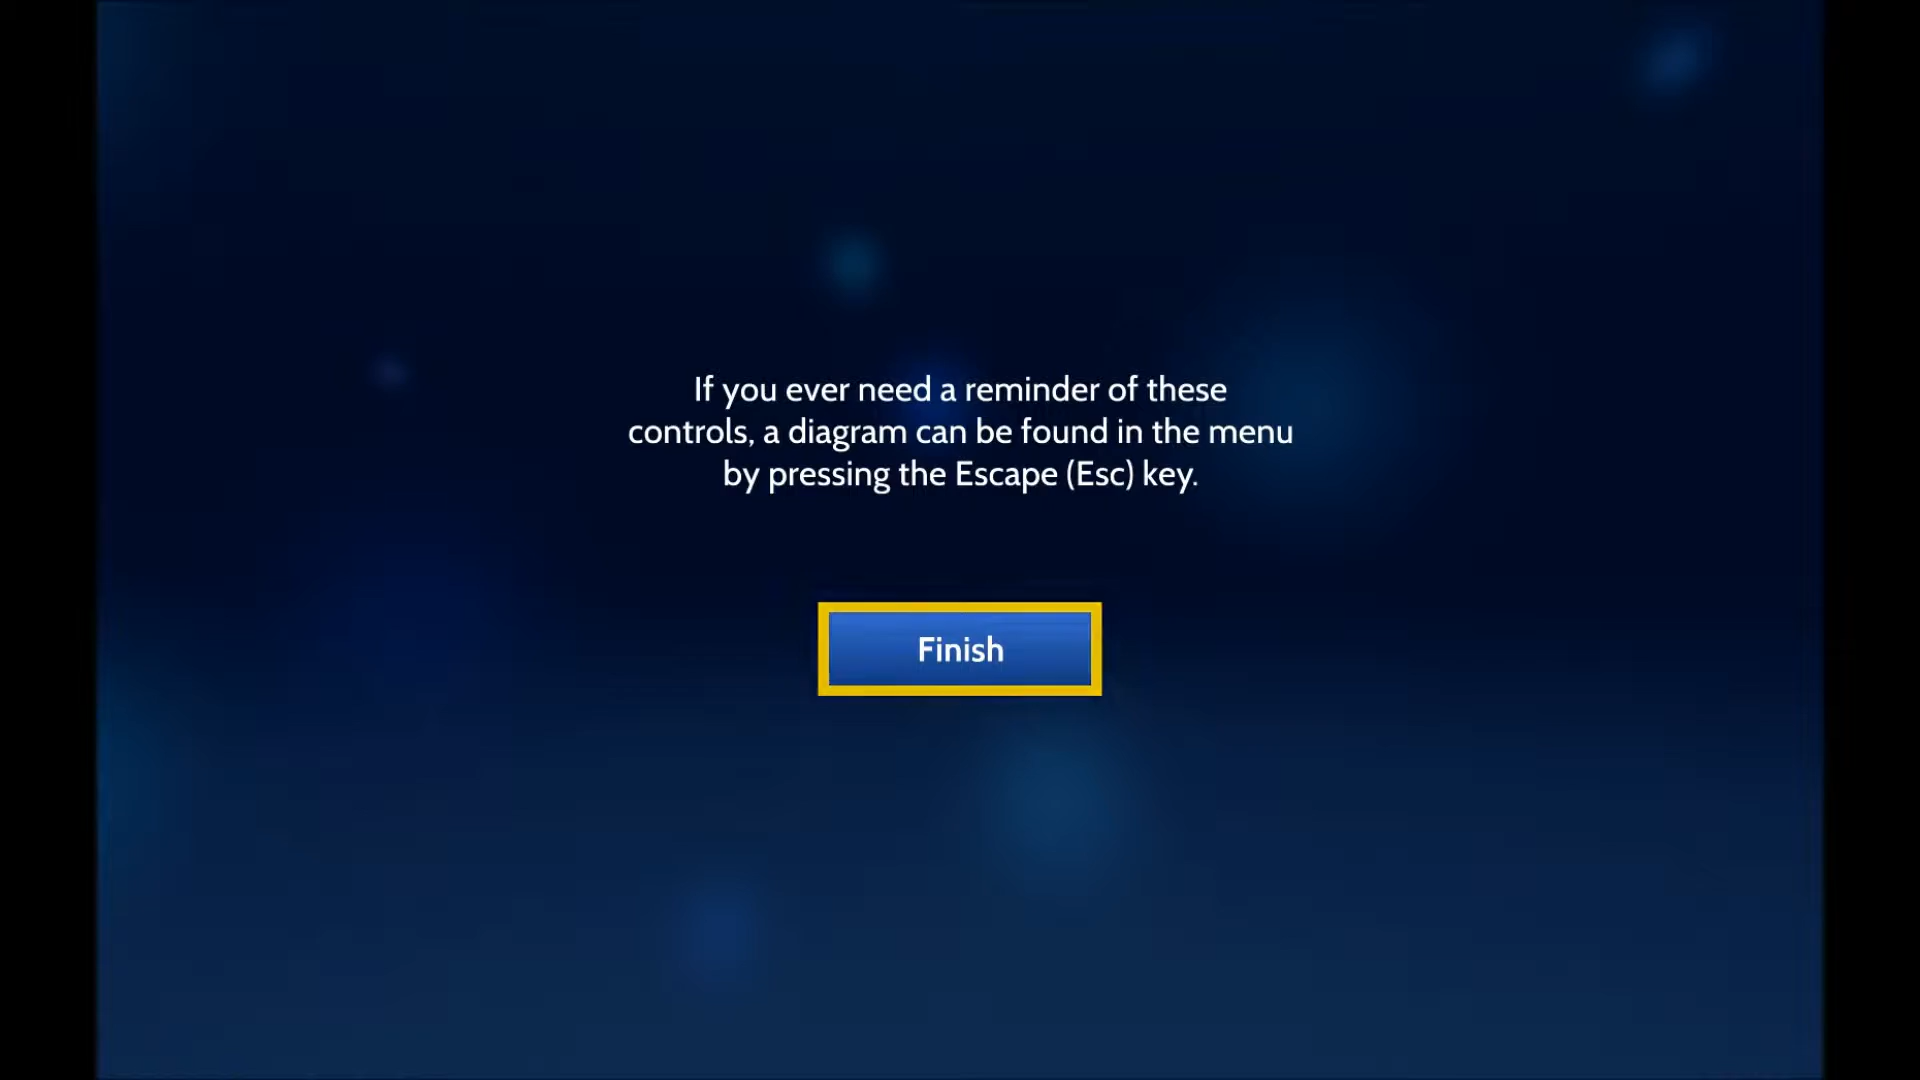 If you ever need a reminder of these
controls, a diagram can be found in the menu
by pressing the Escape (Esc) key.
Finish